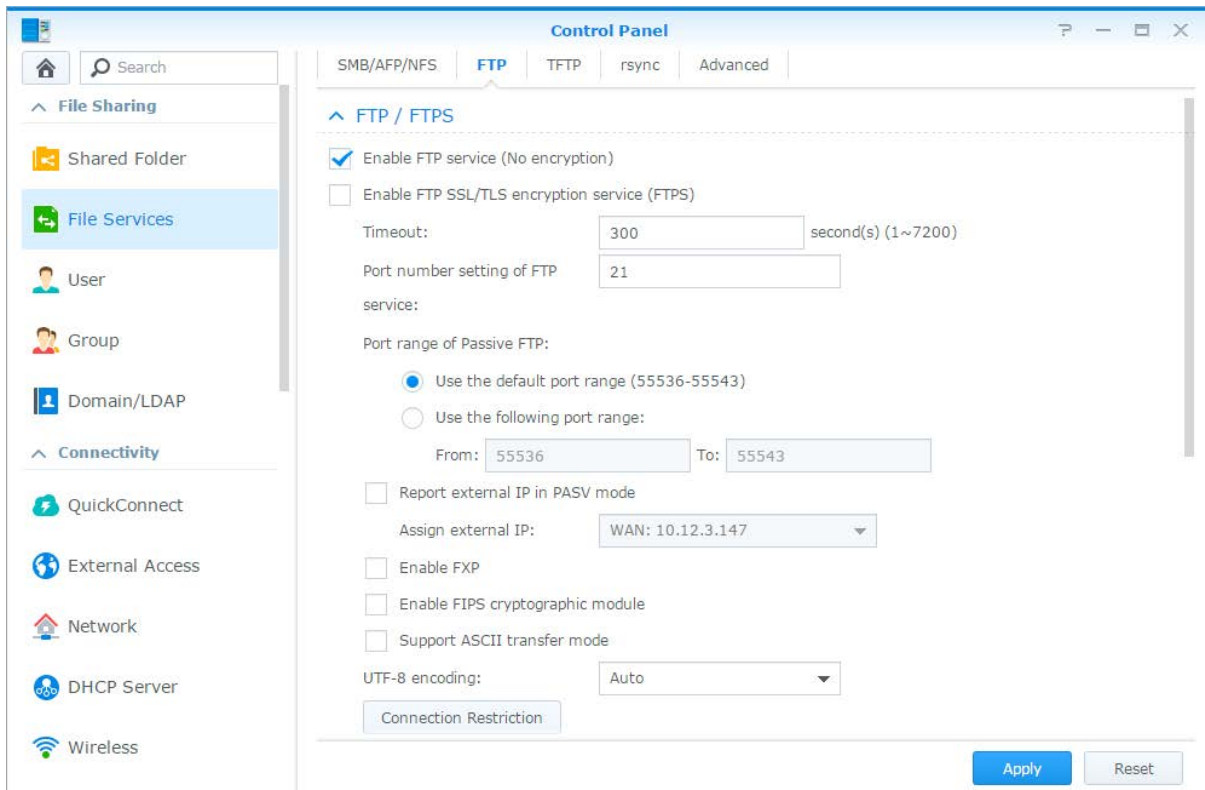 Control Panel
Search
File Sharing
Shared Folder
File Services
User
Group
Domain/LDAP
Connectivity
QuickConnect
External Access
Network
DHCP Server
Wireless
SMB/AFP/NFS FTP TFTP rsync Advanced
FTP / FTPS
Enable FTP service (No encryption)
Enable FTP SSL/TLS encryption service (FTPS)
Timeout: 300 second(s) (1~7200)
Port number setting of FTP 21
service:
Port range of Passive FTP:
Use the default port range (55536-55543)
Use the following port range:
From: 55536 To: 55543
Report external IP in PASV mode
Assign external IP: WAN: 10.12.3.147
Enable FXP
Enable FIPS cryptographic module
Support ASCII transfer mode
UTF-8 encoding: Auto
Connection Restriction
Apply Reset